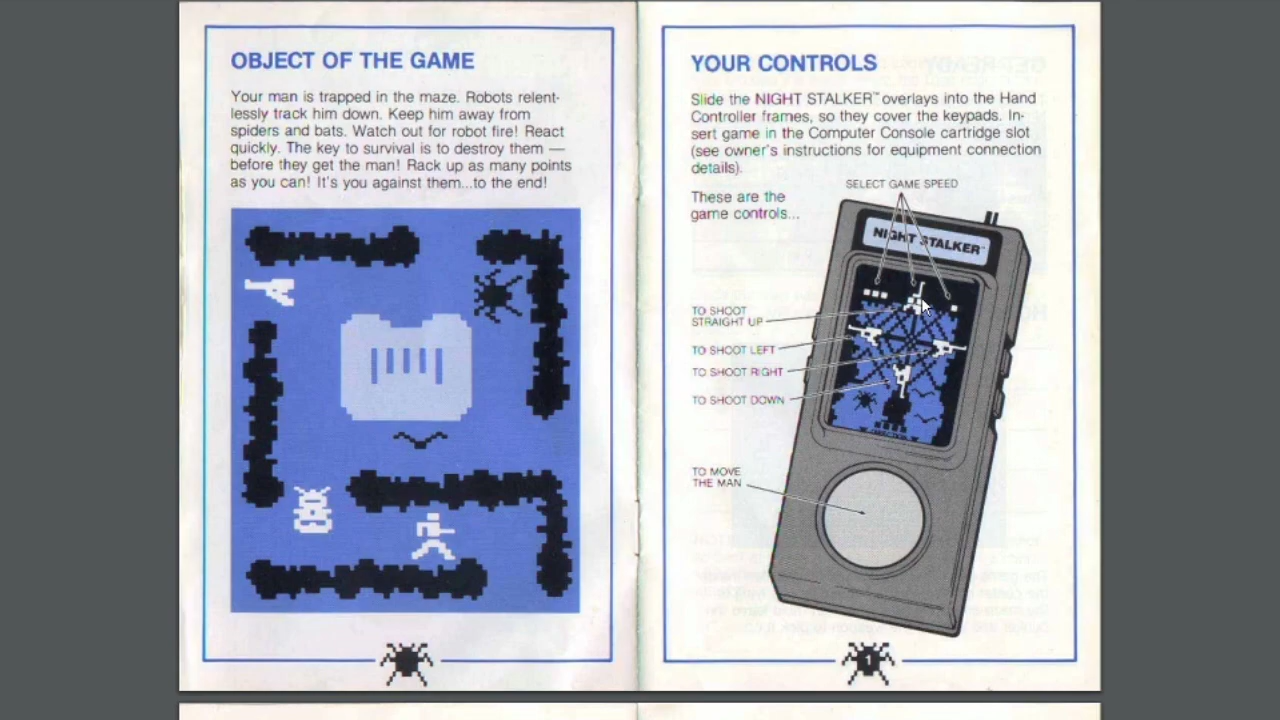 OBJECT OF THE GAME
Your man is trapped in the maze. Robots relent-
lessly track him down. Keep him away from
spiders and bats. Watch out for robot fire! React
quickly. The key to survival is to destroy them —
before they get the man! Rack up as many points
as you can! It's you against them...to the end!
YOUR CONTROLS
Slide the NIGHT STALKER™ overlays into the Hand
Controller frames, so they cover the keypads. In-
sert game in the Computer Console cartridge slot
(see owner's instructions for equipment connection
details).
These are the
game controls...
SELECT GAME SPEED
NIGHT STALKER™
TO SHOOT
STRAIGHT UP
TO SHOOT LEFT
TO SHOOT RIGHT
TO SHOOT DOWN
TO MOVE
THE MAN
1